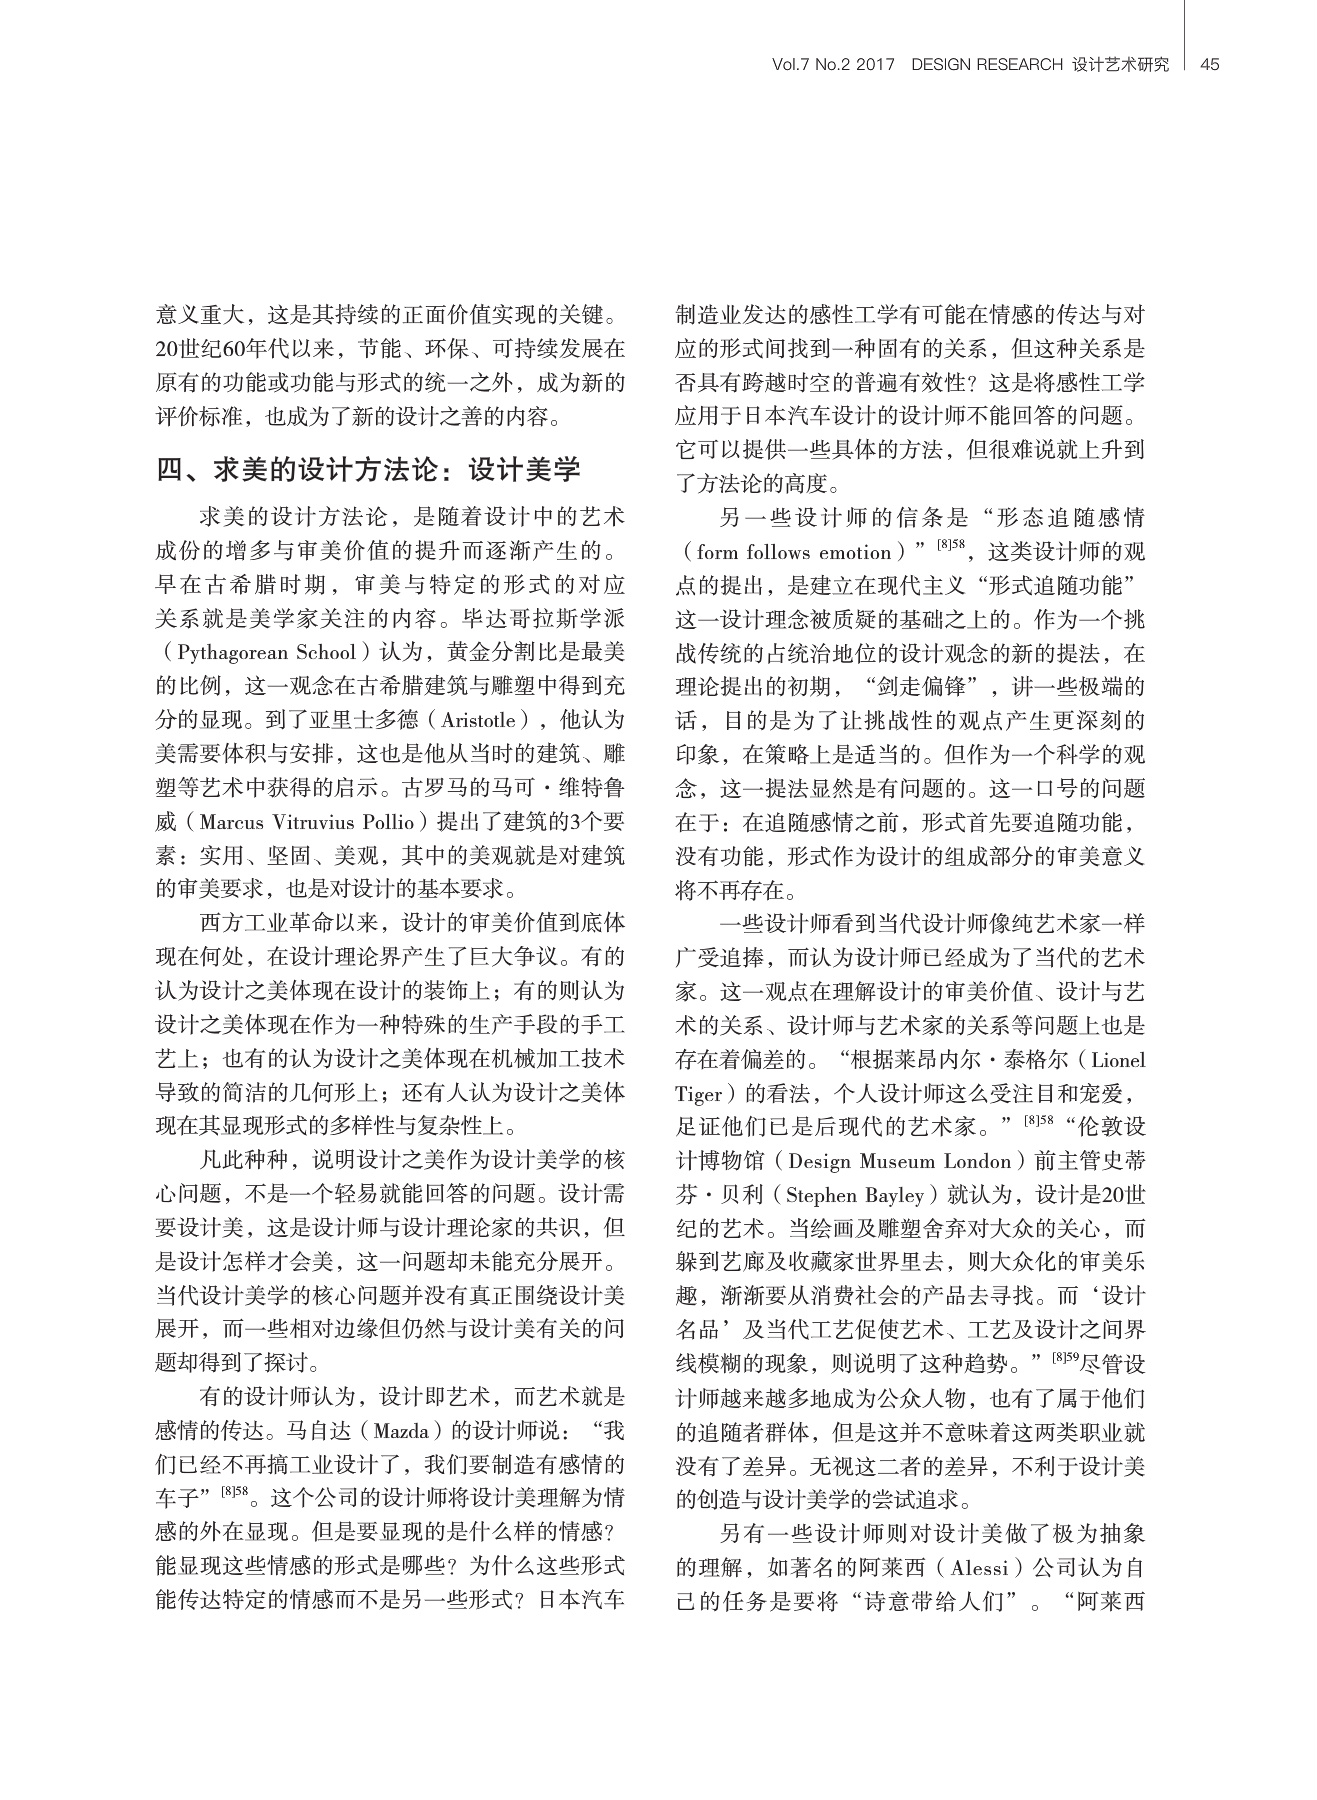 Vol.7 No.2 2017 DESIGN RESEARCH 设计艺术研究 45
意义重大，这是其持续的正面价值实现的关键。
20世纪60年代以来，节能、环保、可持续发展在
原有的功能或功能与形式的统一之外，成为新的
评价标准，也成为了新的设计之善的内容。
四、求美的设计方法论：设计美学
求美的设计方法论，是随着设计中的艺术
成份的增多与审美价值的提升而逐渐产生的。
早在古希腊时期，审美与特定的形式的对应
关系就是美学家关注的内容。毕达哥拉斯学派
（Pythagorean School）认为，黄金分割比是最美
的比例，这一观念在古希腊建筑与雕塑中得到充
分的显现。到了亚里士多德（Aristotle），他认为
美需要体积与安排，这也是他从当时的建筑、雕
塑等艺术中获得的启示。古罗马的马可·维特鲁
威（Marcus Vitruvius Pollio）提出了建筑的3个要
素：实用、坚固、美观，其中的美观就是对建筑
的审美要求，也是对设计的基本要求。
西方工业革命以来，设计的审美价值到底体
现在何处，在设计理论界产生了巨大争议。有的
认为设计之美体现在设计的装饰上；有的则认为
设计之美体现在作为一种特殊的生产手段的手工
艺上；也有的认为设计之美体现在机械加工技术
导致的简洁的几何形上；还有人认为设计之美体
现在其显现形式的多样性与复杂性上。
凡此种种，说明设计之美作为设计美学的核
心问题，不是一个轻易就能回答的问题。设计需
要设计美，这是设计师与设计理论家的共识，但
是设计怎样才会美，这一问题却未能充分展开。
当代设计美学的核心问题并没有真正围绕设计美
展开，而一些相对边缘但仍然与设计美有关的问
题却得到了探讨。
有的设计师认为，设计即艺术，而艺术就是
感情的传达。马自达（Mazda）的设计师说：“我
们已经不再搞工业设计了，我们要制造有感情的
车子”[8]58。这个公司的设计师将设计美理解为情
感的外在显现。但是要显现的是什么样的情感？
能显现这些情感的形式是哪些？为什么这些形式
能传达特定的情感而不是另一些形式？日本汽车
制造业发达的感性工学有可能在情感的传达与对
应的形式间找到一种固有的关系，但这种关系是
否具有跨越时空的普遍有效性？这是将感性工学
应用于日本汽车设计的设计师不能回答的问题。
它可以提供一些具体的方法，但很难说就上升到
了方法论的高度。
另一些设计师的信条是“形态追随感情
（form follows emotion）”[8]58，这类设计师的观
点的提出，是建立在现代主义“形式追随功能”
这一设计理念被质疑的基础之上的。作为一个挑
战传统的占统治地位的设计观念的新的提法，在
理论提出的初期，“剑走偏锋”，讲一些极端的
话，目的是为了让挑战性的观点产生更深刻的
印象，在策略上是适当的。但作为一个科学的观
念，这一提法显然是有问题的。这一口号的问题
在于：在追随感情之前，形式首先要追随功能，
没有功能，形式作为设计的组成部分的审美意义
将不再存在。
一些设计师看到当代设计师像纯艺术家一样
广受追捧，而认为设计师已经成为了当代的艺术
家。这一观点在理解设计的审美价值、设计与艺
术的关系、设计师与艺术家的关系等问题上也是
存在着偏差的。“根据莱昂内尔·泰格尔（Lionel
Tiger）的看法，个人设计师这么受注目和宠爱，
足证他们已是后现代的艺术家。”[8]58“伦敦设
计博物馆（Design Museum London）前主管史蒂
芬·贝利（Stephen Bayley）就认为，设计是20世
纪的艺术。当绘画及雕塑舍弃对大众的关心，而
躲到艺廊及收藏家世界里去，则大众化的审美乐
趣，渐渐要从消费社会的产品去寻找。而‘设计
名品’及当代工艺促使艺术、工艺及设计之间界
线模糊的现象，则说明了这种趋势。”[8]59尽管设
计师越来越多地成为公众人物，也有了属于他们
的追随者群体，但是这并不意味着这两类职业就
没有了差异。无视这二者的差异，不利于设计美
的创造与设计美学的尝试追求。
另有一些设计师则对设计美做了极为抽象
的理解，如著名的阿莱西（Alessi）公司认为自
己的任务是要将“诗意带给人们”。“阿莱西